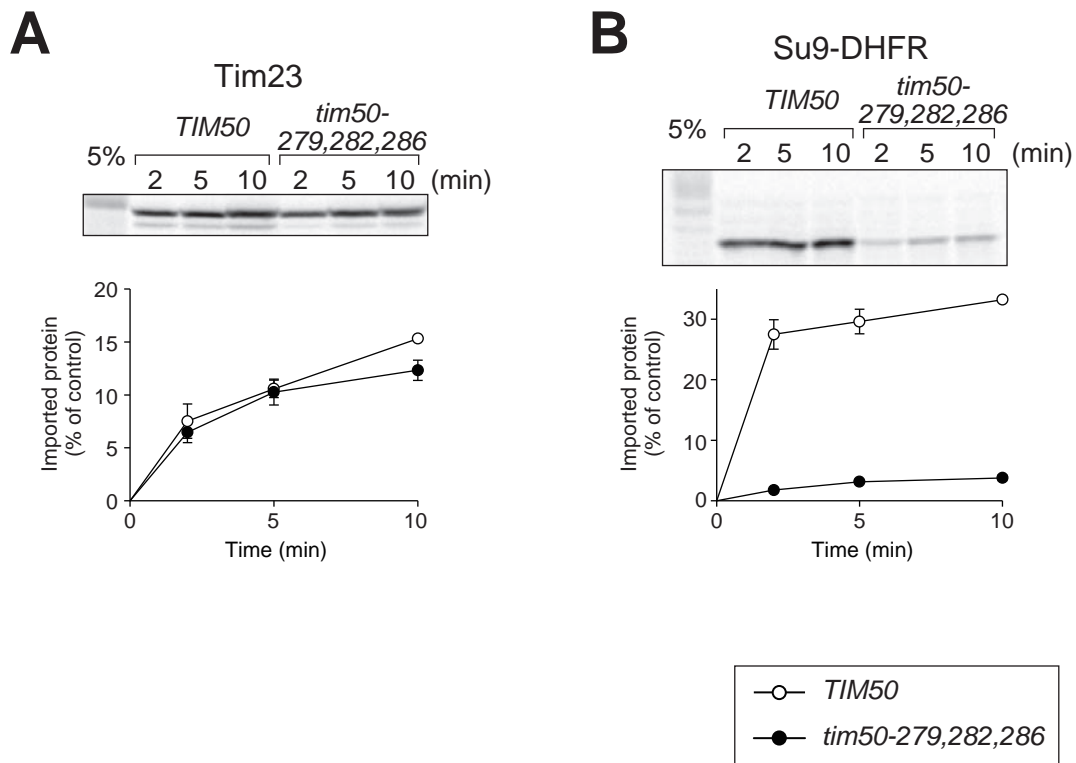 A
Tim23
TIM50
tim50-
279,282,286
5%
2 5 10 2 5 10 (min)
20
15
10
5
0
Imported protein
(% of control)
0 5 10
Time (min)
B
Su9-DHFR
TIM50
tim50-
279,282,286
5%
2 5 10 2 5 10 (min)
30
20
10
0
Imported protein
(% of control)
0 5 10
Time (min)
TIM50
tim50-279,282,286